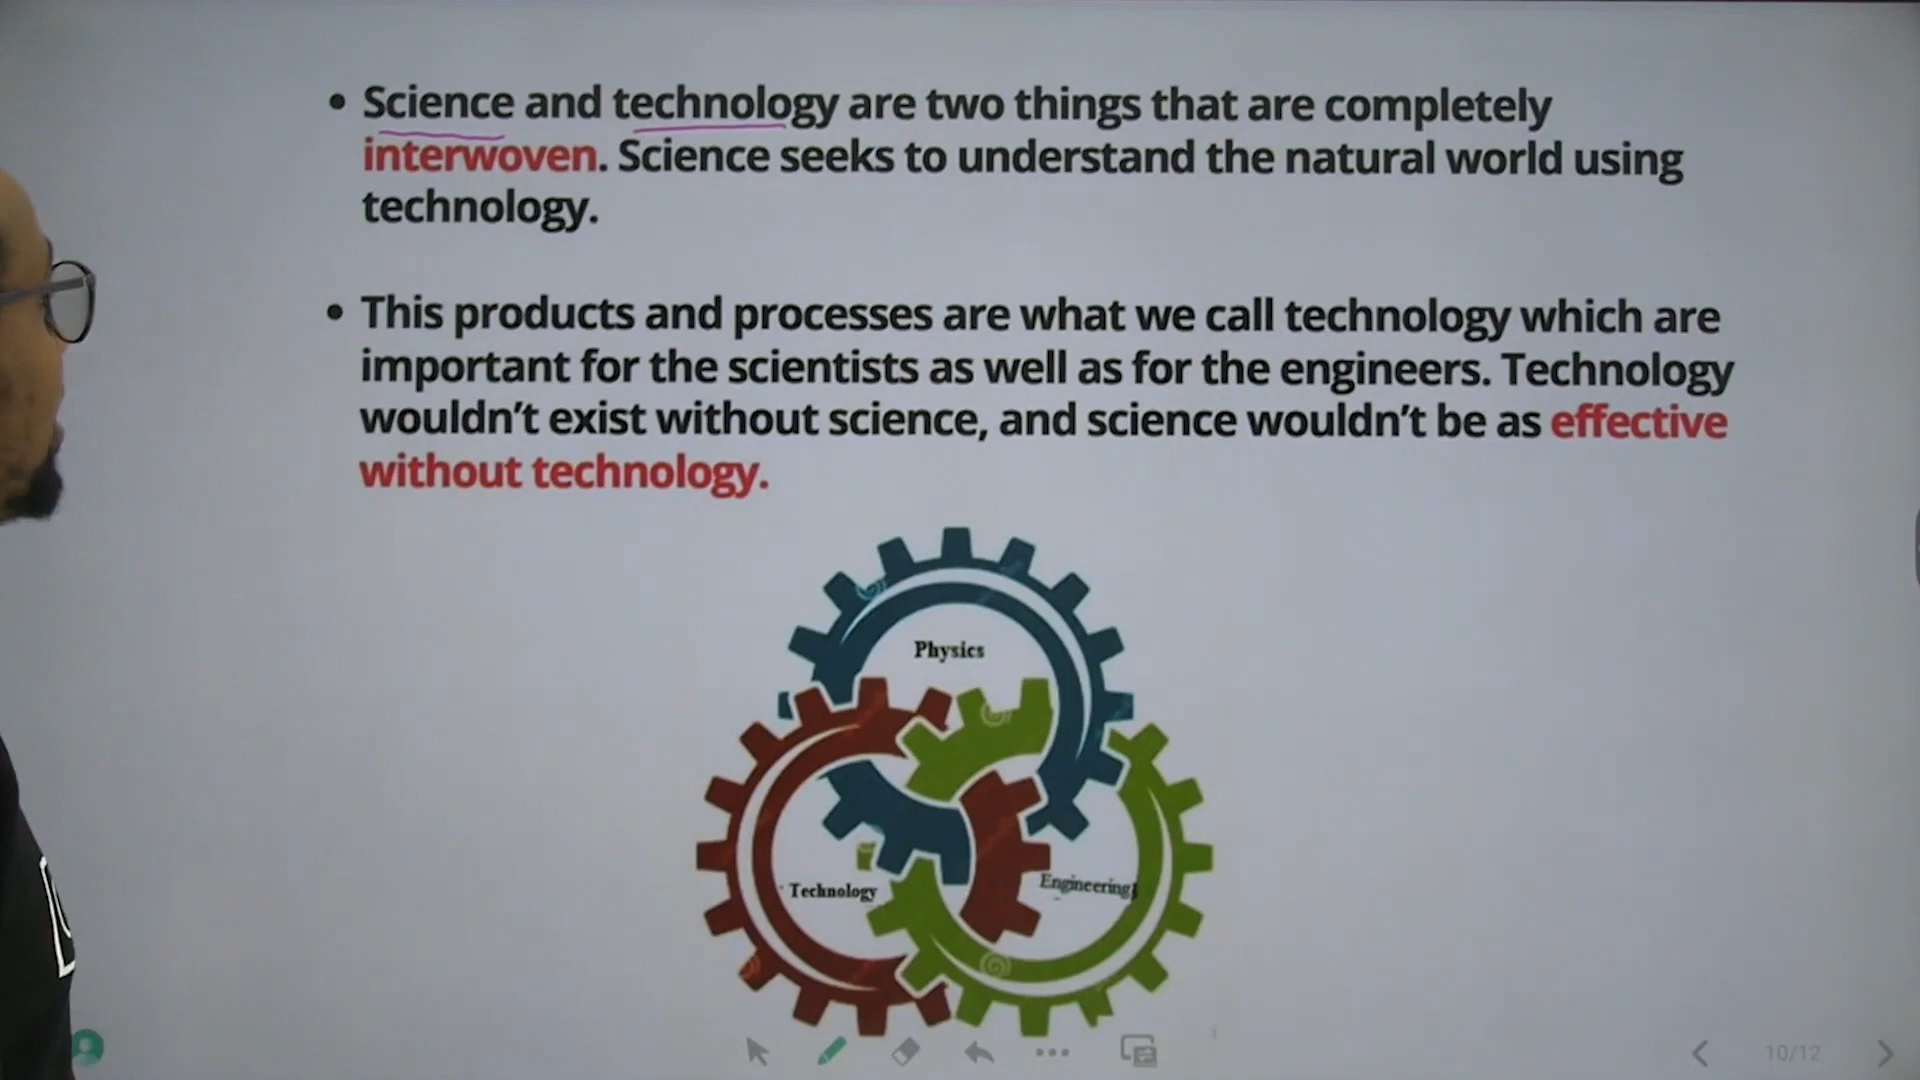 • Science and technology are two things that are completely
interwoven. Science seeks to understand the natural world using
technology.
• This products and processes are what we call technology which are
important for the scientists as well as for the engineers. Technology
wouldn't exist without science, and science wouldn't be as effective
without technology.
Physics
Technology
Engineering
10/12